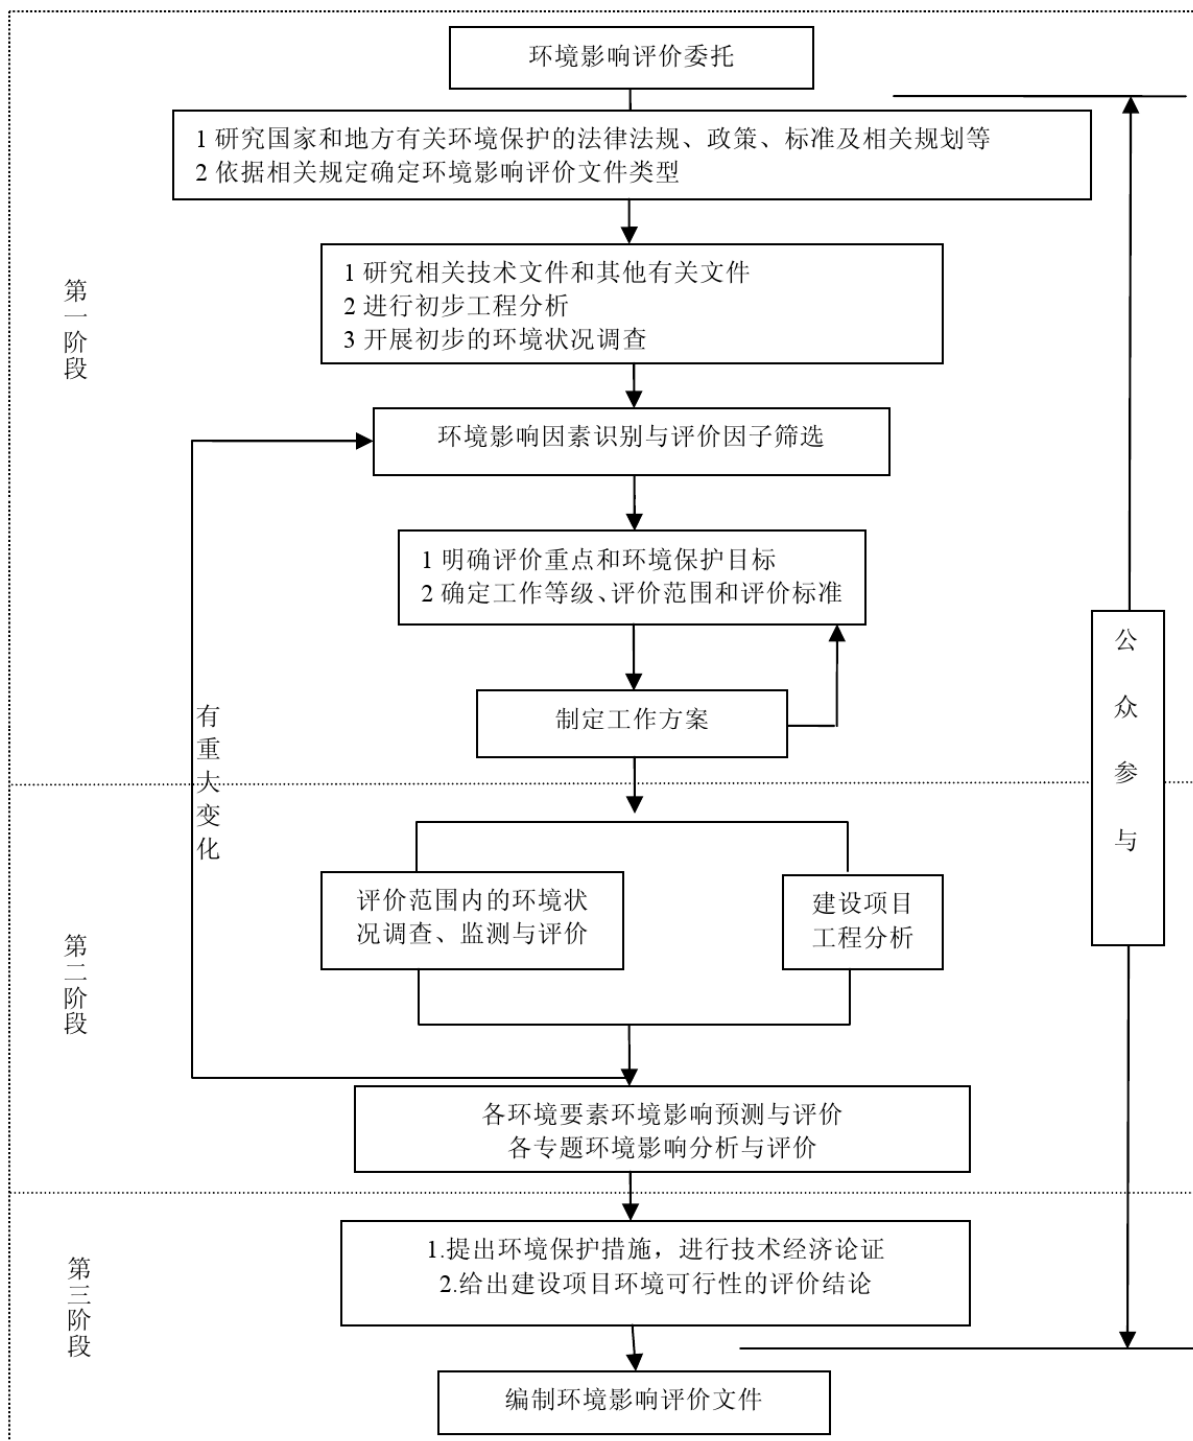 环境影响评价委托
1 研究国家和地方有关环境保护的法律法规、政策、标准及相关规划等
2 依据相关规定确定环境影响评价文件类型
第一阶段
1 研究相关技术文件和其他有关文件
2 进行初步工程分析
3 开展初步的环境状况调查
环境影响因素识别与评价因子筛选
1 明确评价重点和环境保护目标
2 确定工作等级、评价范围和评价标准
公众参与
制定工作方案
有重大变化
评价范围内的环境状
况调查、监测与评价
建设项目
工程分析
第二阶段
各环境要素环境影响预测与评价
各专题环境影响分析与评价
第三阶段
1.提出环境保护措施，进行技术经济论证
2.给出建设项目环境可行性的评价结论
编制环境影响评价文件